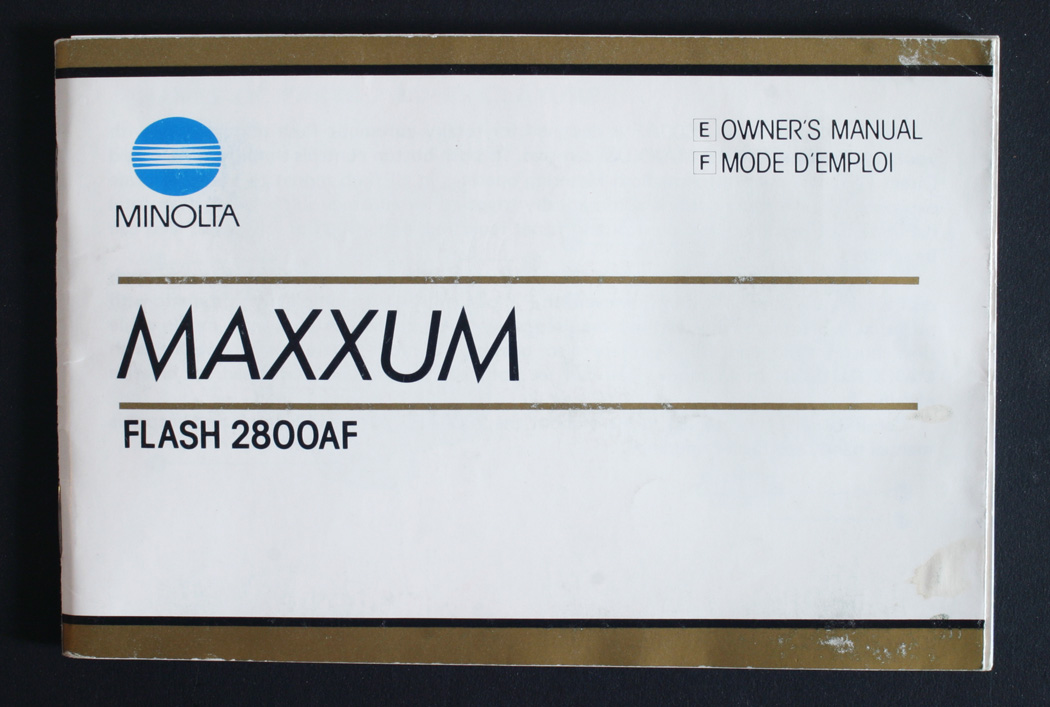 MINOLTA
E OWNER'S MANUAL
F MODE D'EMPLOI
MAXXUM
FLASH 2800AF